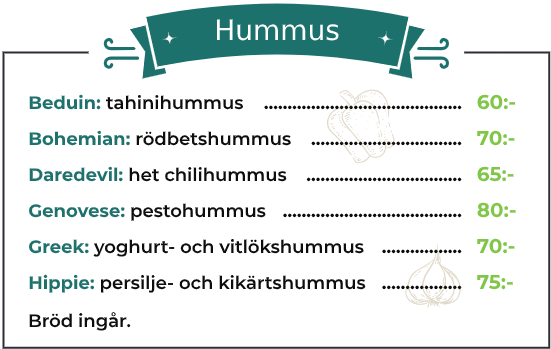 Hummus
Beduin: tahinihummus ........................................ 60:-
Bohemian: rödbetshummus ............................... 70:-
Daredevil: het chilihummus ................................ 65:-
Genovese: pestohummus .................................... 80:-
Greek: yoghurt- och vitlökshummus ................ 70:-
Hippie: persilje- och kikärtshummus ................ 75:-
Bröd ingår.